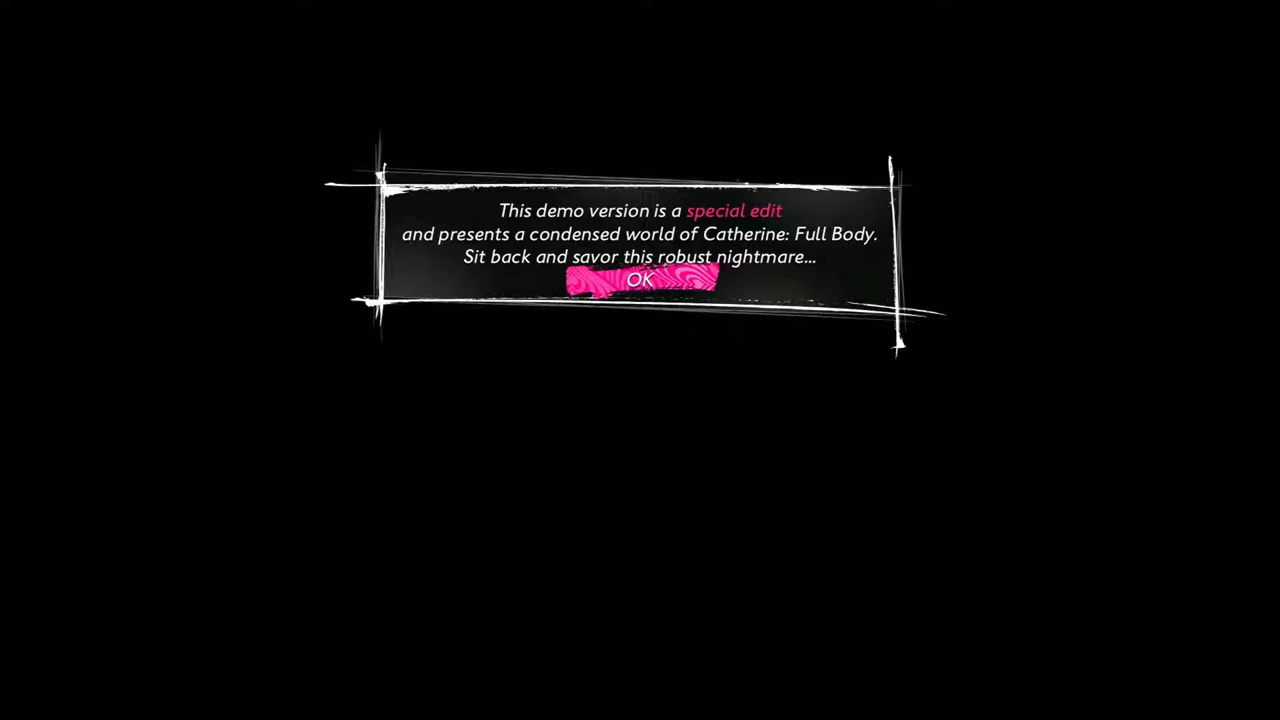 This demo version is a special edit
and presents a condensed world of Catherine: Full Body.
Sit back and savor this robust nightmare...
OK